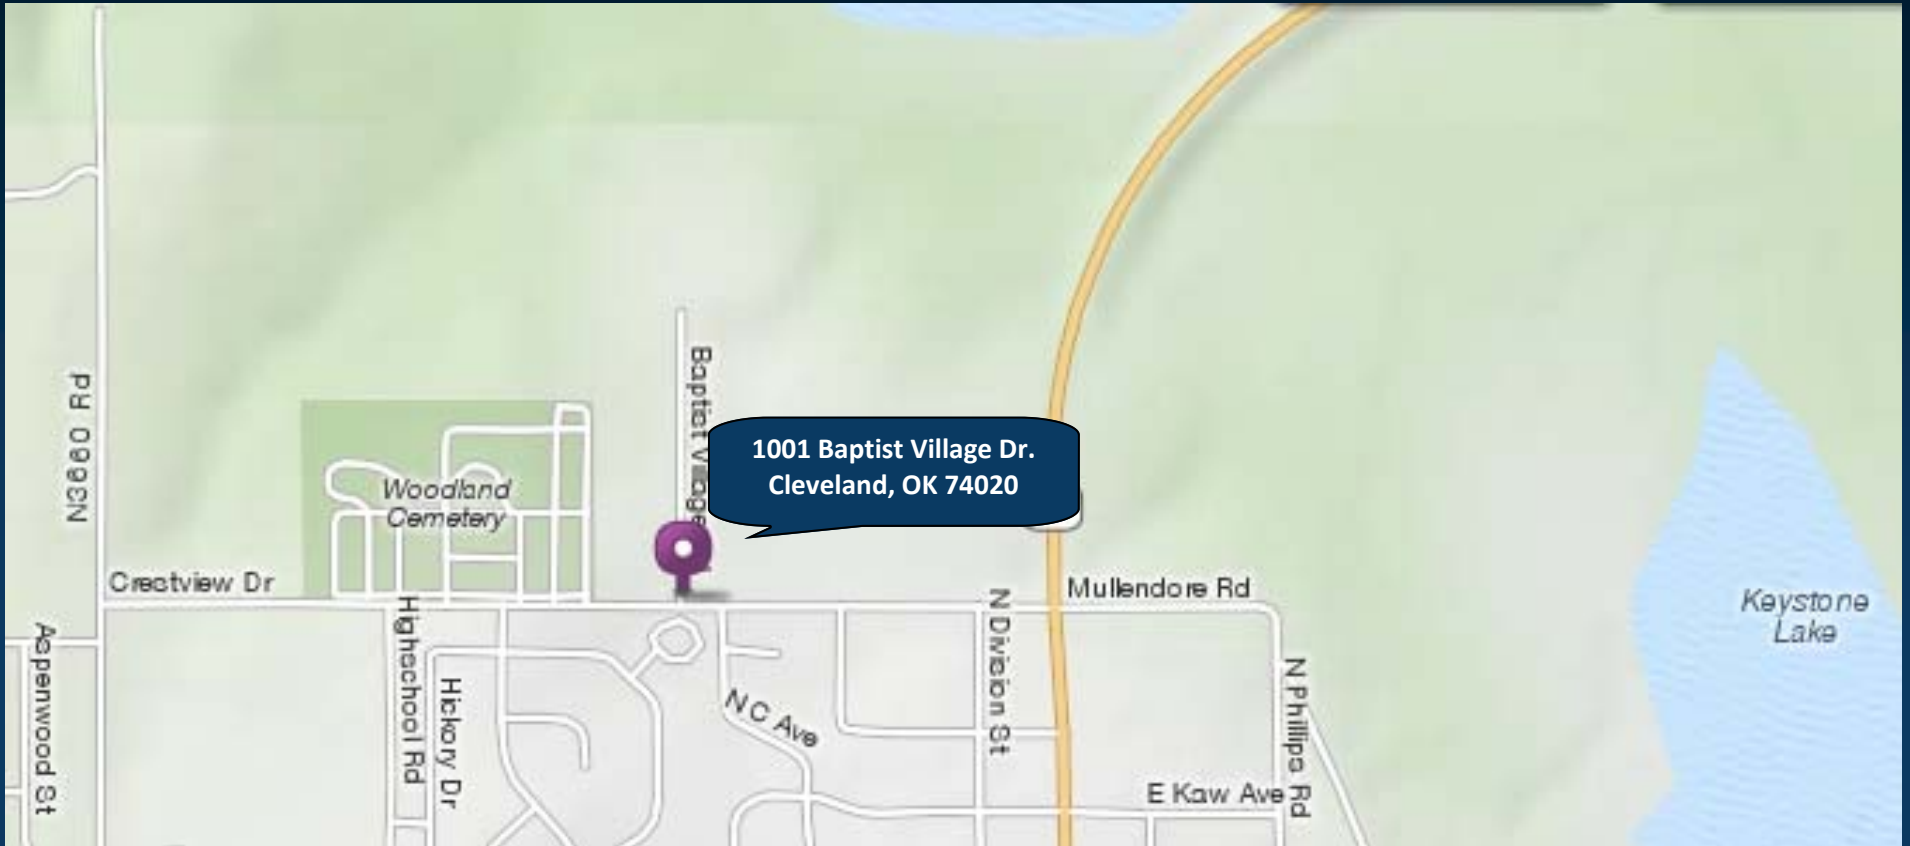 N3690 Rd
Baptist Village
1001 Baptist Village Dr.
Cleveland, OK 74020
Woodland
Cemetery
Crestview Dr
Mullendore Rd
Keystone
Lake
Aspenwood St
Highschool Rd
Hickory Dr
N C Ave
N Division St
N Phillips Rd
E Kaw Ave